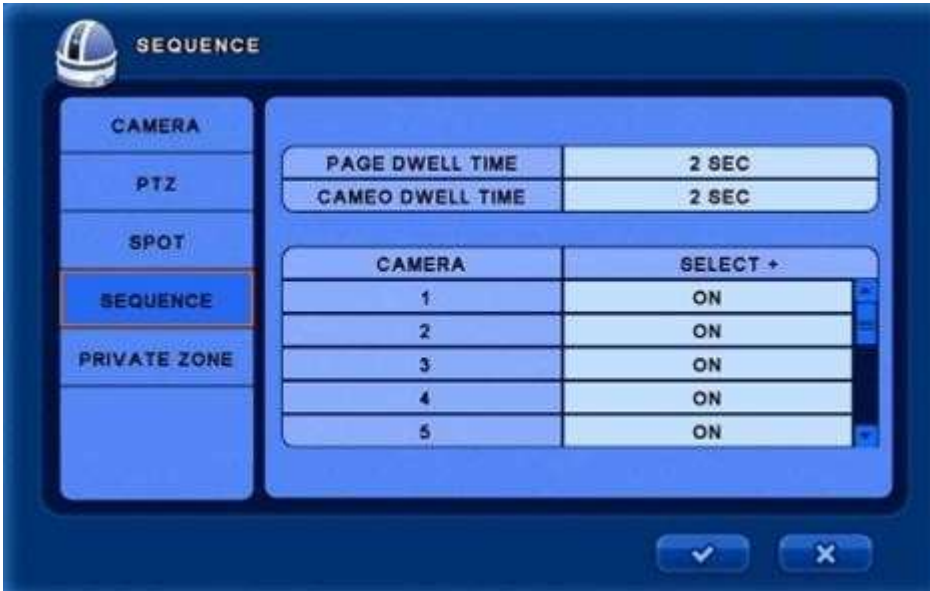 SEQUENCE
CAMERA
PTZ
SPOT
SEQUENCE
PRIVATE ZONE
PAGE DWELL TIME 2 SEC
CAMEO DWELL TIME 2 SEC
CAMERA SELECT +
1 ON
2 ON
3 ON
4 ON
5 ON